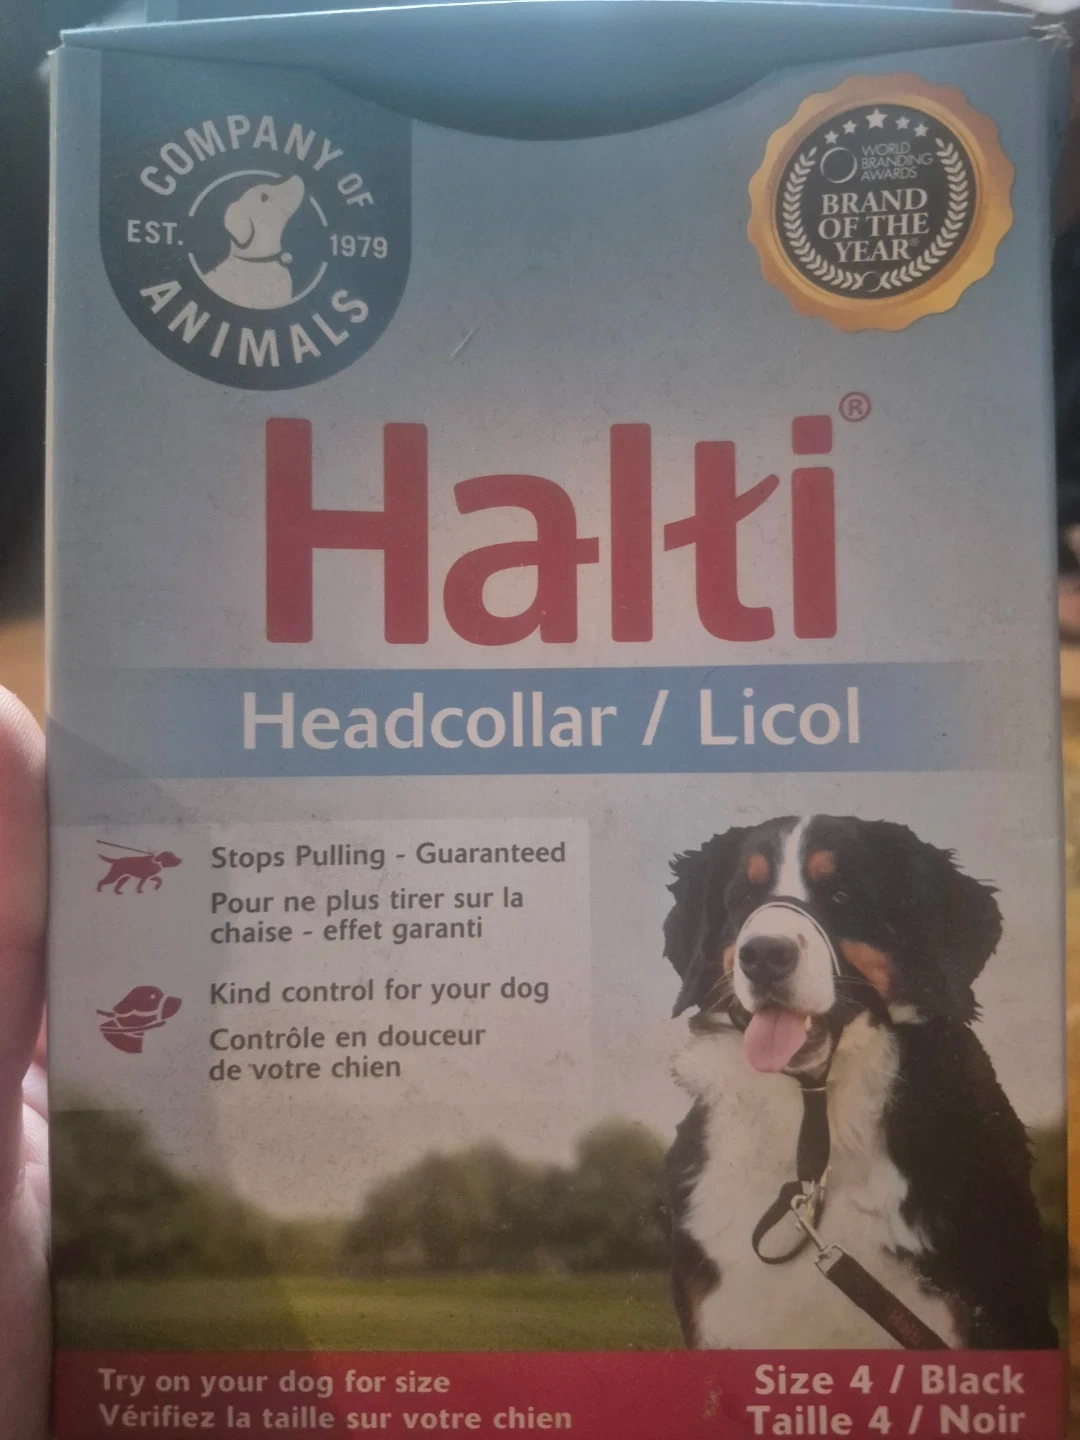 COMPANY OF
EST. 1979
ANIMALS
WORLD
BRANDING
AWARDS
BRAND
OF THE
YEAR®
Halti®
Headcollar / Licol
Stops Pulling - Guaranteed
Pour ne plus tirer sur la
chaise - effet garanti
Kind control for your dog
Contrôle en douceur
de votre chien
Try on your dog for size
Vérifiez la taille sur votre chien
Size 4 / Black
Taille 4 / Noir